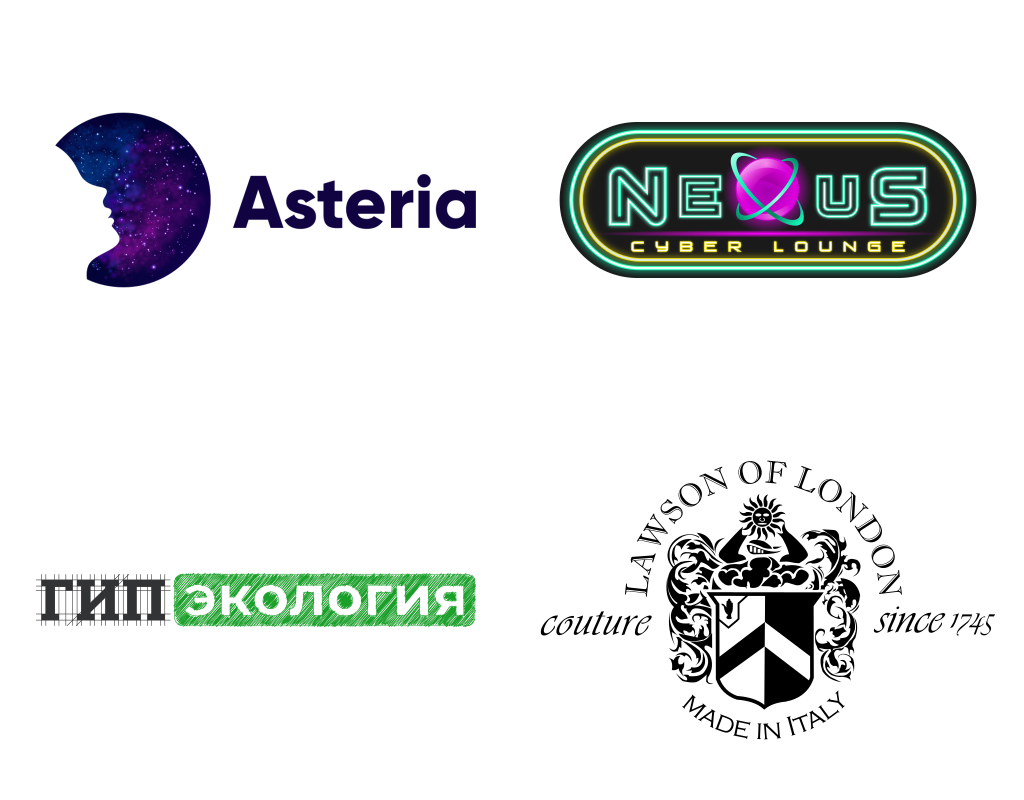 Asteria
NeXuS
CYBER LOUNGE
ГИП ЭКОЛОГИЯ
LAWSON OF LONDON
couture
since 1745
MADE IN ITALY